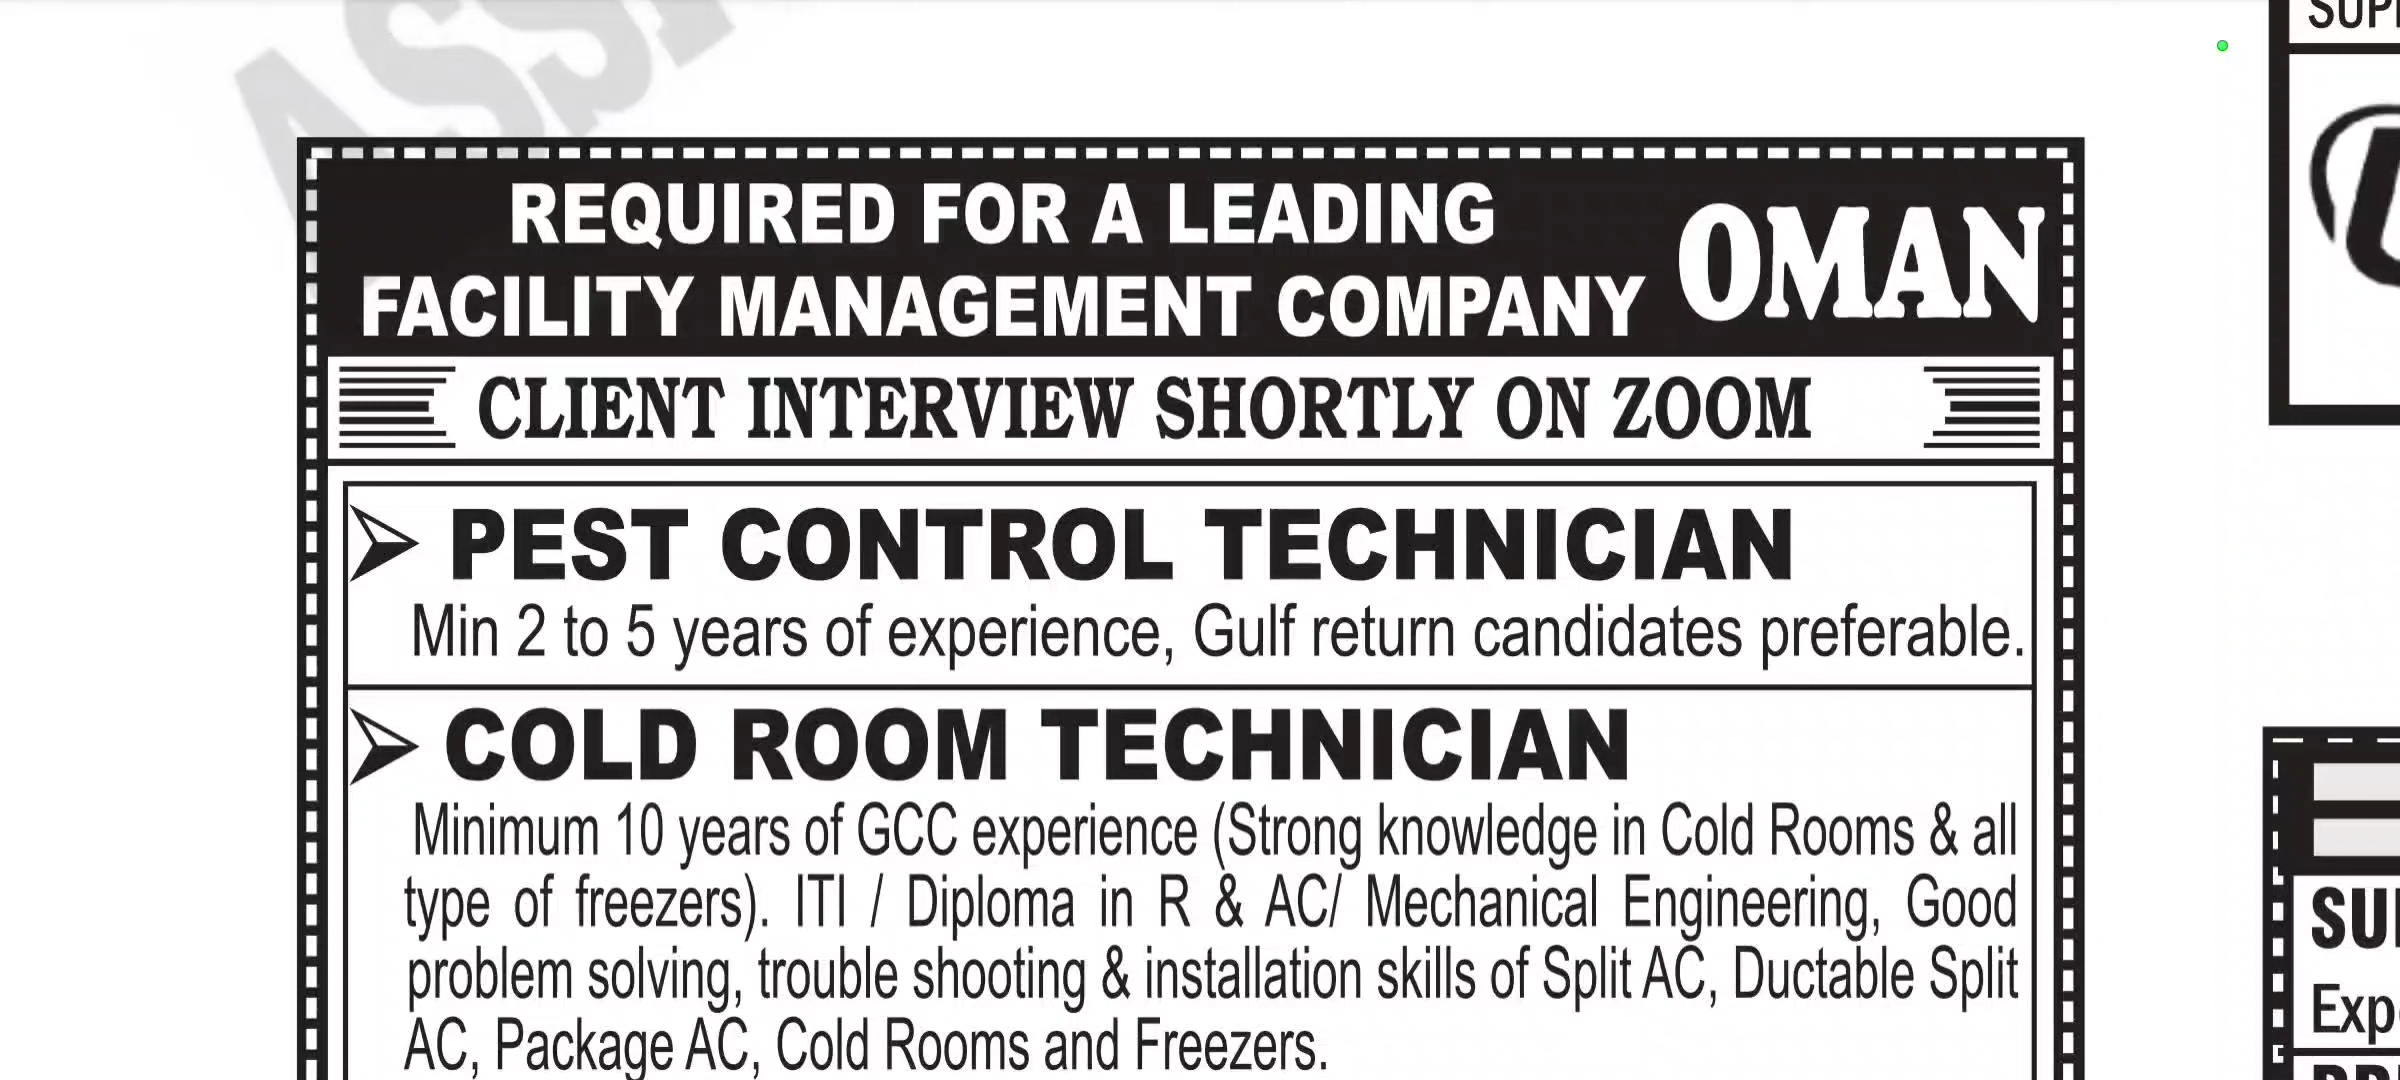 REQUIRED FOR A LEADING
FACILITY MANAGEMENT COMPANY
OMAN
CLIENT INTERVIEW SHORTLY ON ZOOM
PEST CONTROL TECHNICIAN
Min 2 to 5 years of experience, Gulf return candidates preferable.
COLD ROOM TECHNICIAN
Minimum 10 years of GCC experience (Strong knowledge in Cold Rooms & all
type of freezers). ITI / Diploma in R & AC/ Mechanical Engineering, Good
problem solving, trouble shooting & installation skills of Split AC, Ductable Split
AC, Package AC, Cold Rooms and Freezers.